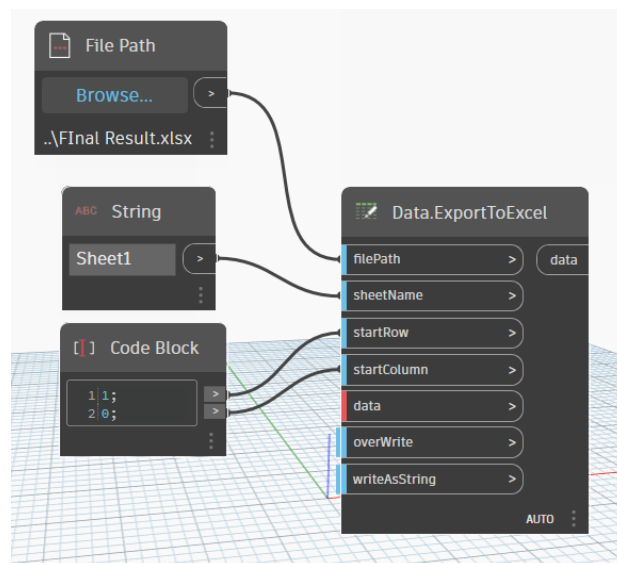 File Path
Browse...
>
..\FInal Result.xlsx
ABC String
Sheet1 >
[I] Code Block
1 1; >
2 0; >
Data.ExportToExcel
filePath > data
sheetName >
startRow >
startColumn >
data
overWrite >
writeAsString >
AUTO